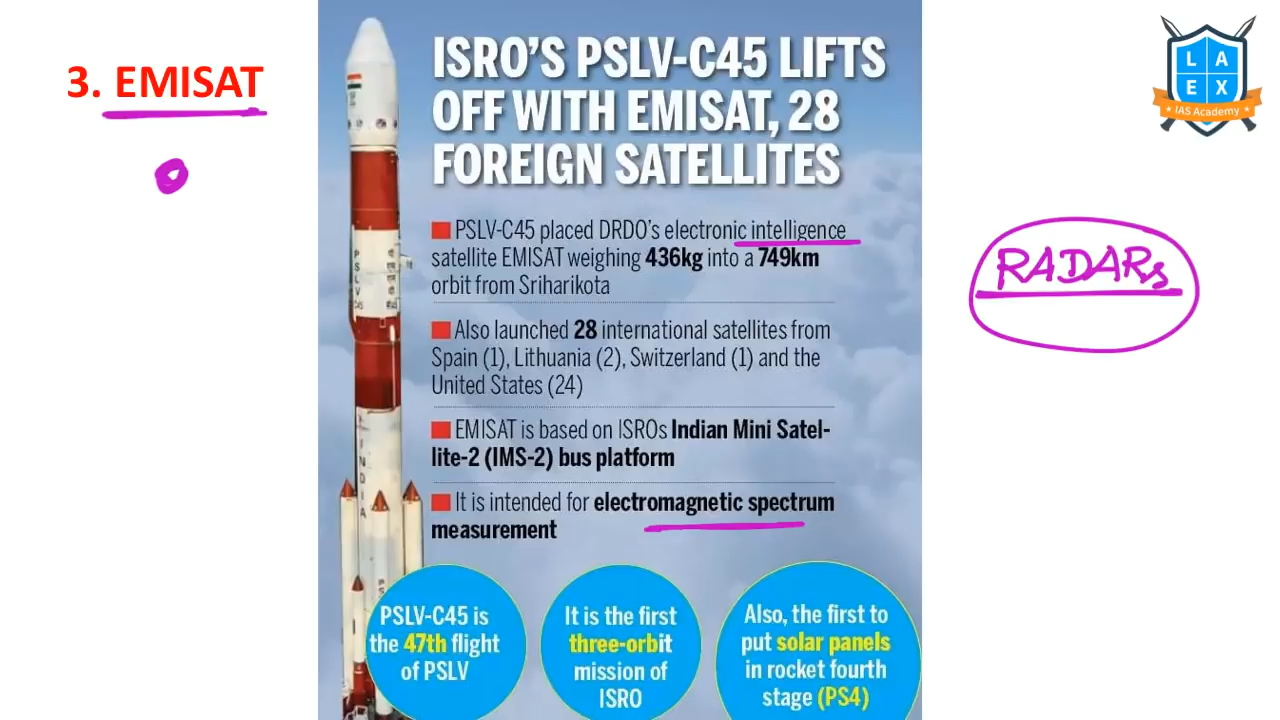 3. EMISAT
ISRO'S PSLV-C45 LIFTS
OFF WITH EMISAT, 28
FOREIGN SATELLITES
PSLV-C45 placed DRDO's electronic intelligence
satellite EMISAT weighing 436kg into a 749km
orbit from Sriharikota
Also launched 28 international satellites from
Spain (1), Lithuania (2), Switzerland (1) and the
United States (24)
EMISAT is based on ISROs Indian Mini Satel-
lite-2 (IMS-2) bus platform
It is intended for electromagnetic spectrum
measurement
PSLV-C45 is
the 47th flight
of PSLV
It is the first
three-orbit
mission of
ISRO
Also, the first to
put solar panels
in rocket fourth
stage (PS4)
RADARs
L A
E X
IAS Academy
P
S
L
V
I
N
D
I
A